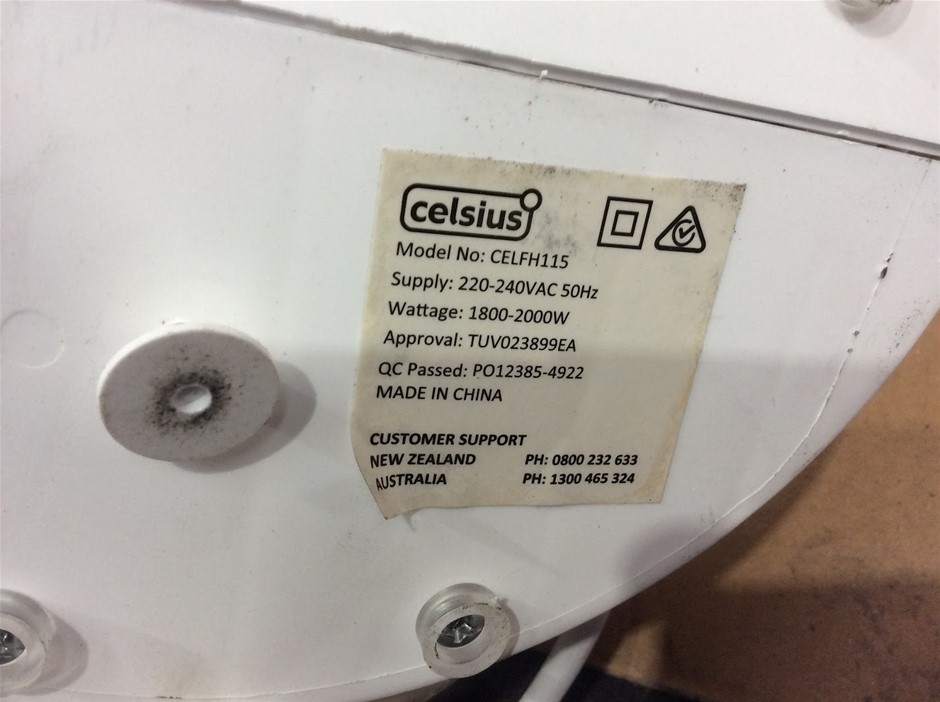 celsius
Model No: CELFH115
Supply: 220-240VAC 50Hz
Wattage: 1800-2000W
Approval: TUV023899EA
QC Passed: PO12385-4922
MADE IN CHINA
CUSTOMER SUPPORT
NEW ZEALAND PH: 0800 232 633
AUSTRALIA PH: 1300 465 324